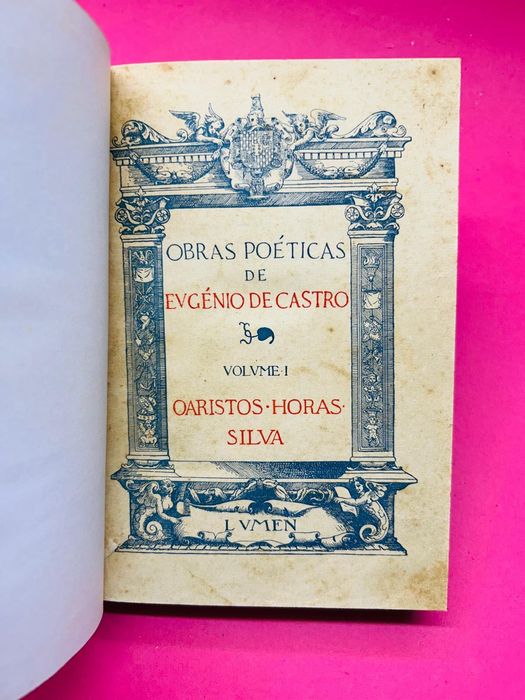 OBRAS POÉTICAS
DE
EVGÉNIO DE CASTRO
VOLVME·I
OARISTOS·HORAS·
SILVA
LVMEN